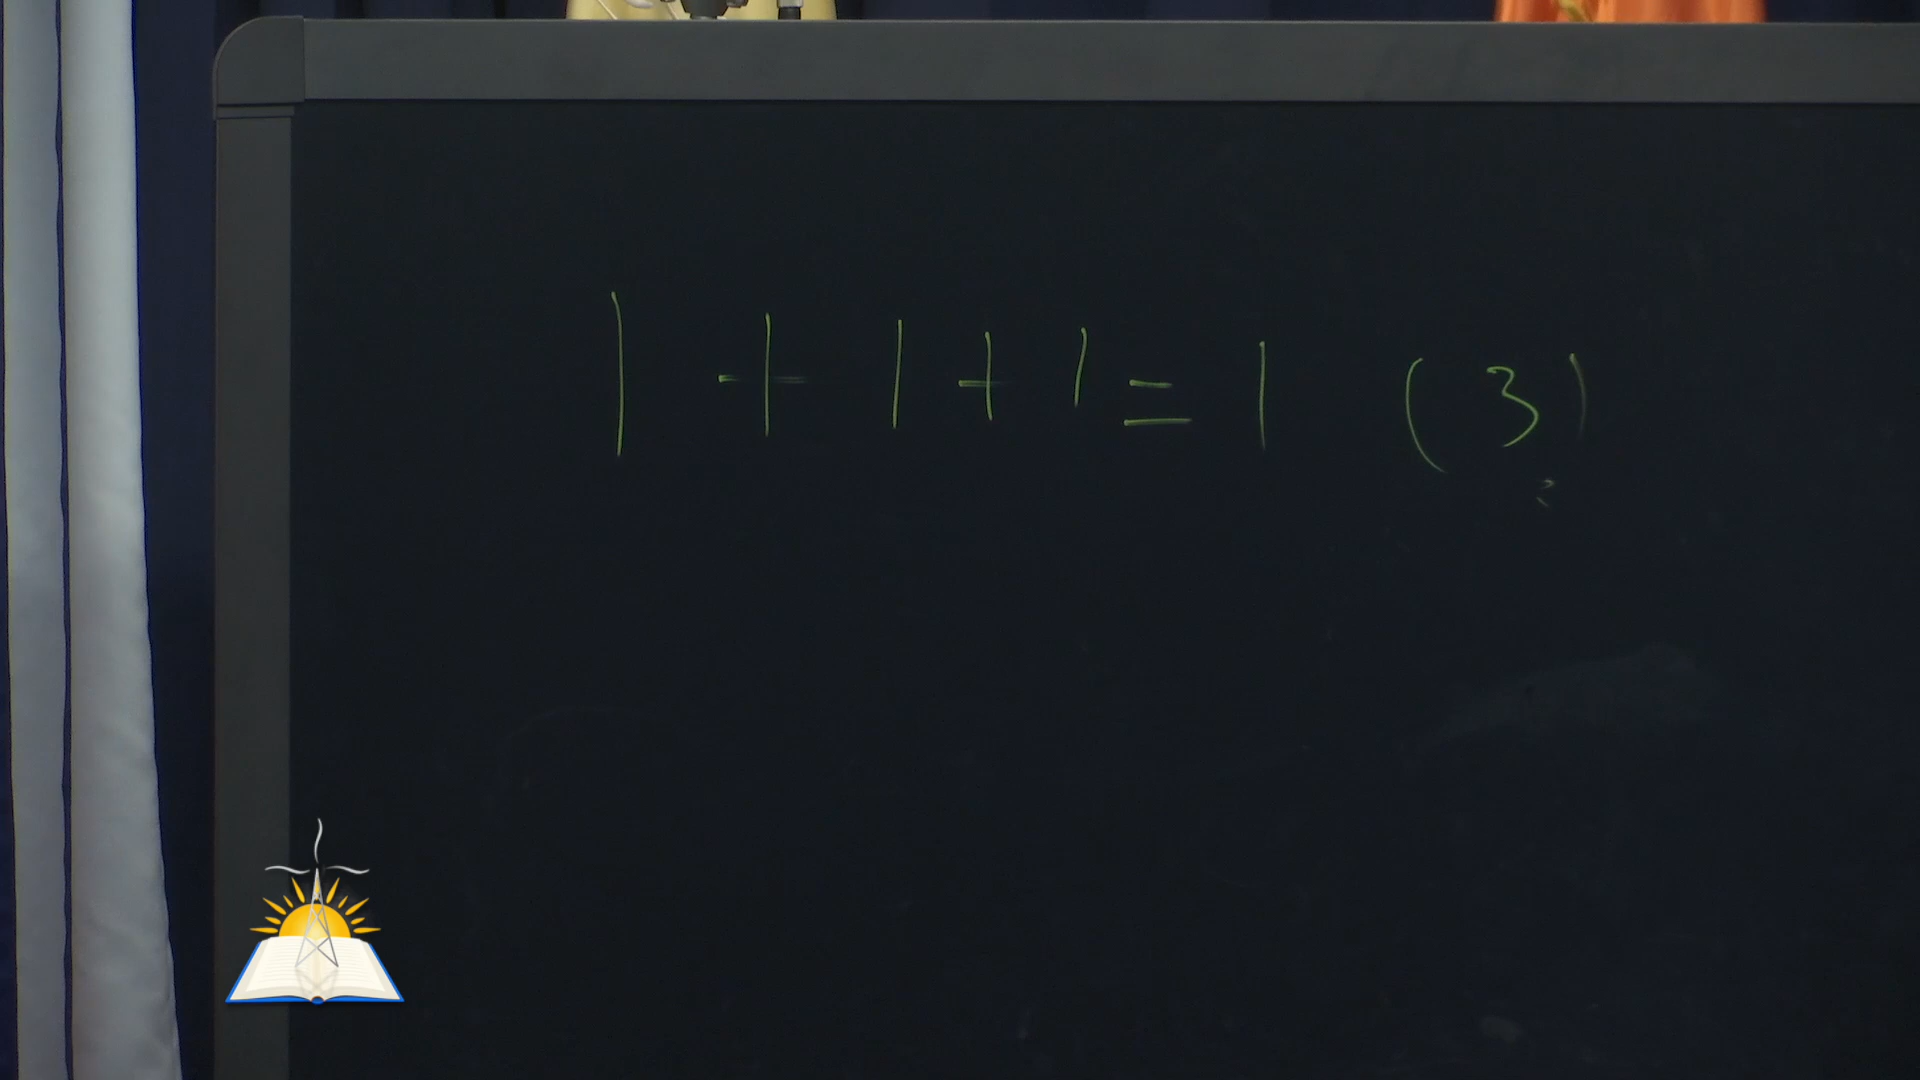 1 + 1 + 1 = 1 (3)